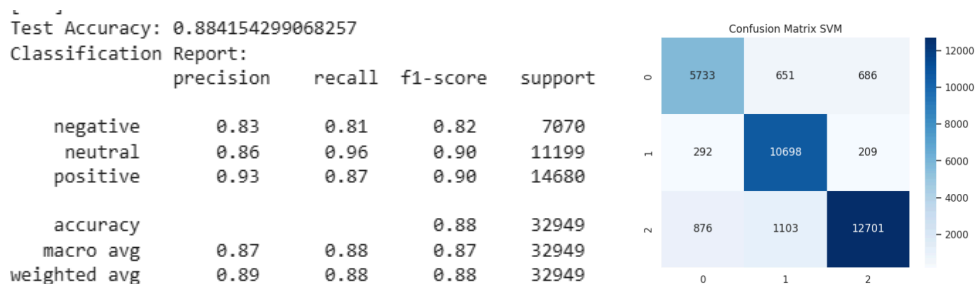 Test Accuracy: 0.884154299068257
Classification Report:
precision recall f1-score support
negative 0.83 0.81 0.82 7070
neutral 0.86 0.96 0.90 11199
positive 0.93 0.87 0.90 14680
accuracy 0.88 32949
macro avg 0.87 0.88 0.87 32949
weighted avg 0.89 0.88 0.88 32949
Confusion Matrix SVM
0 5733 651 686
1 292 10698 209
2 876 1103 12701
0 1 2
12000
10000
8000
6000
4000
2000